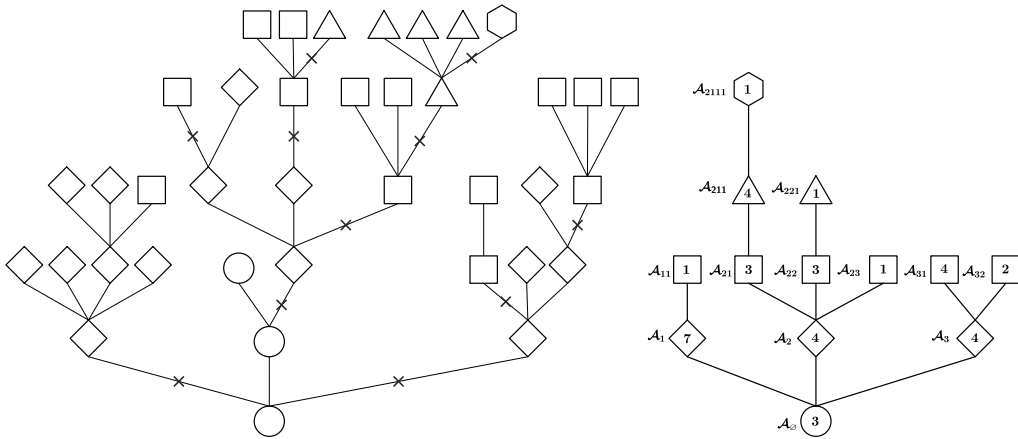 𝒜₂₁₁₁ 1
𝒜₂₁₁ 4 𝒜₂₂₁ 1
𝒜₁₁ 1 𝒜₂₁ 3 𝒜₂₂ 3 𝒜₂₃ 1 𝒜₃₁ 4 𝒜₃₂ 2
𝒜₁ 7 𝒜₂ 4 𝒜₃ 4
𝒜∅ 3